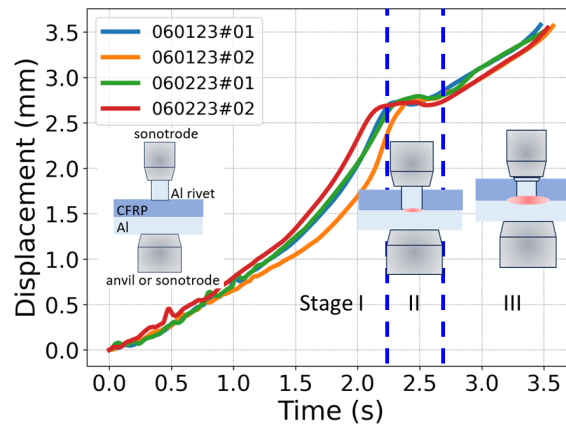 060123#01
060123#02
060223#01
060223#02
sonotrode
Al rivet
CFRP
Al
anvil or sonotrode
Stage I
II
III
Displacement (mm)
3.5
3.0
2.5
2.0
1.5
1.0
0.5
0.0
0.0
0.5
1.0
1.5
2.0
2.5
3.0
3.5
Time (s)